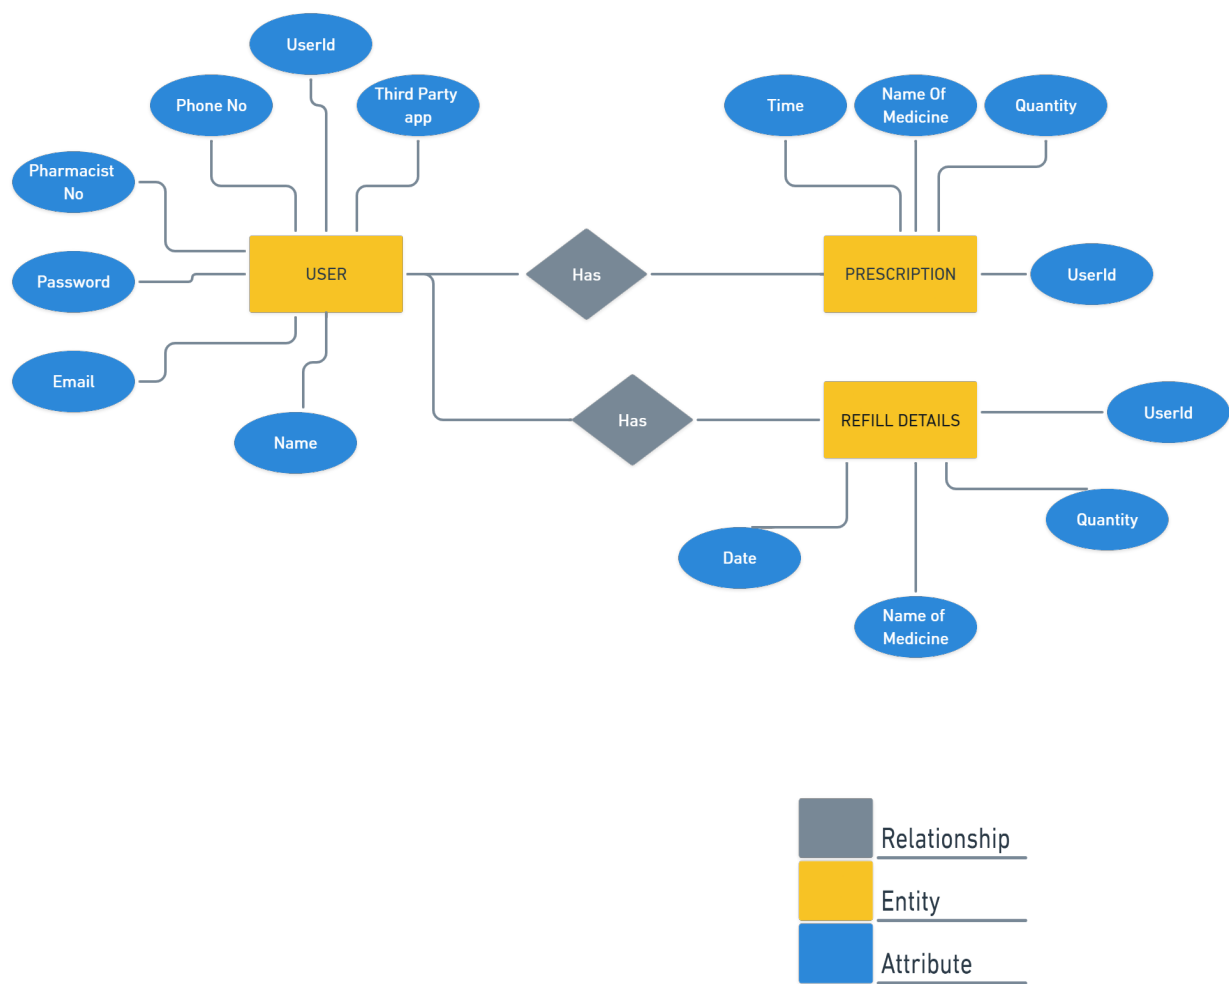 UserId
Phone No
Third Party
app
Time
Name Of
Medicine
Quantity
Pharmacist
No
Password
USER
Has
PRESCRIPTION
UserId
Email
Name
Has
REFILL DETAILS
UserId
Quantity
Date
Name of
Medicine
Relationship
Entity
Attribute